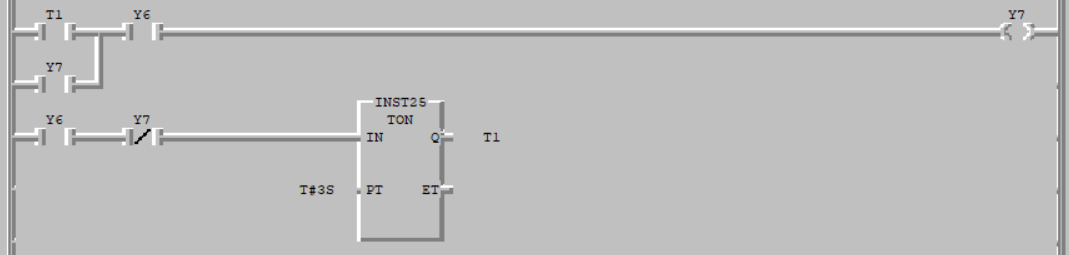 T1 Y6 Y7
Y7
INST25
Y6 Y7 TON
IN Q T1
T#3S PT ET